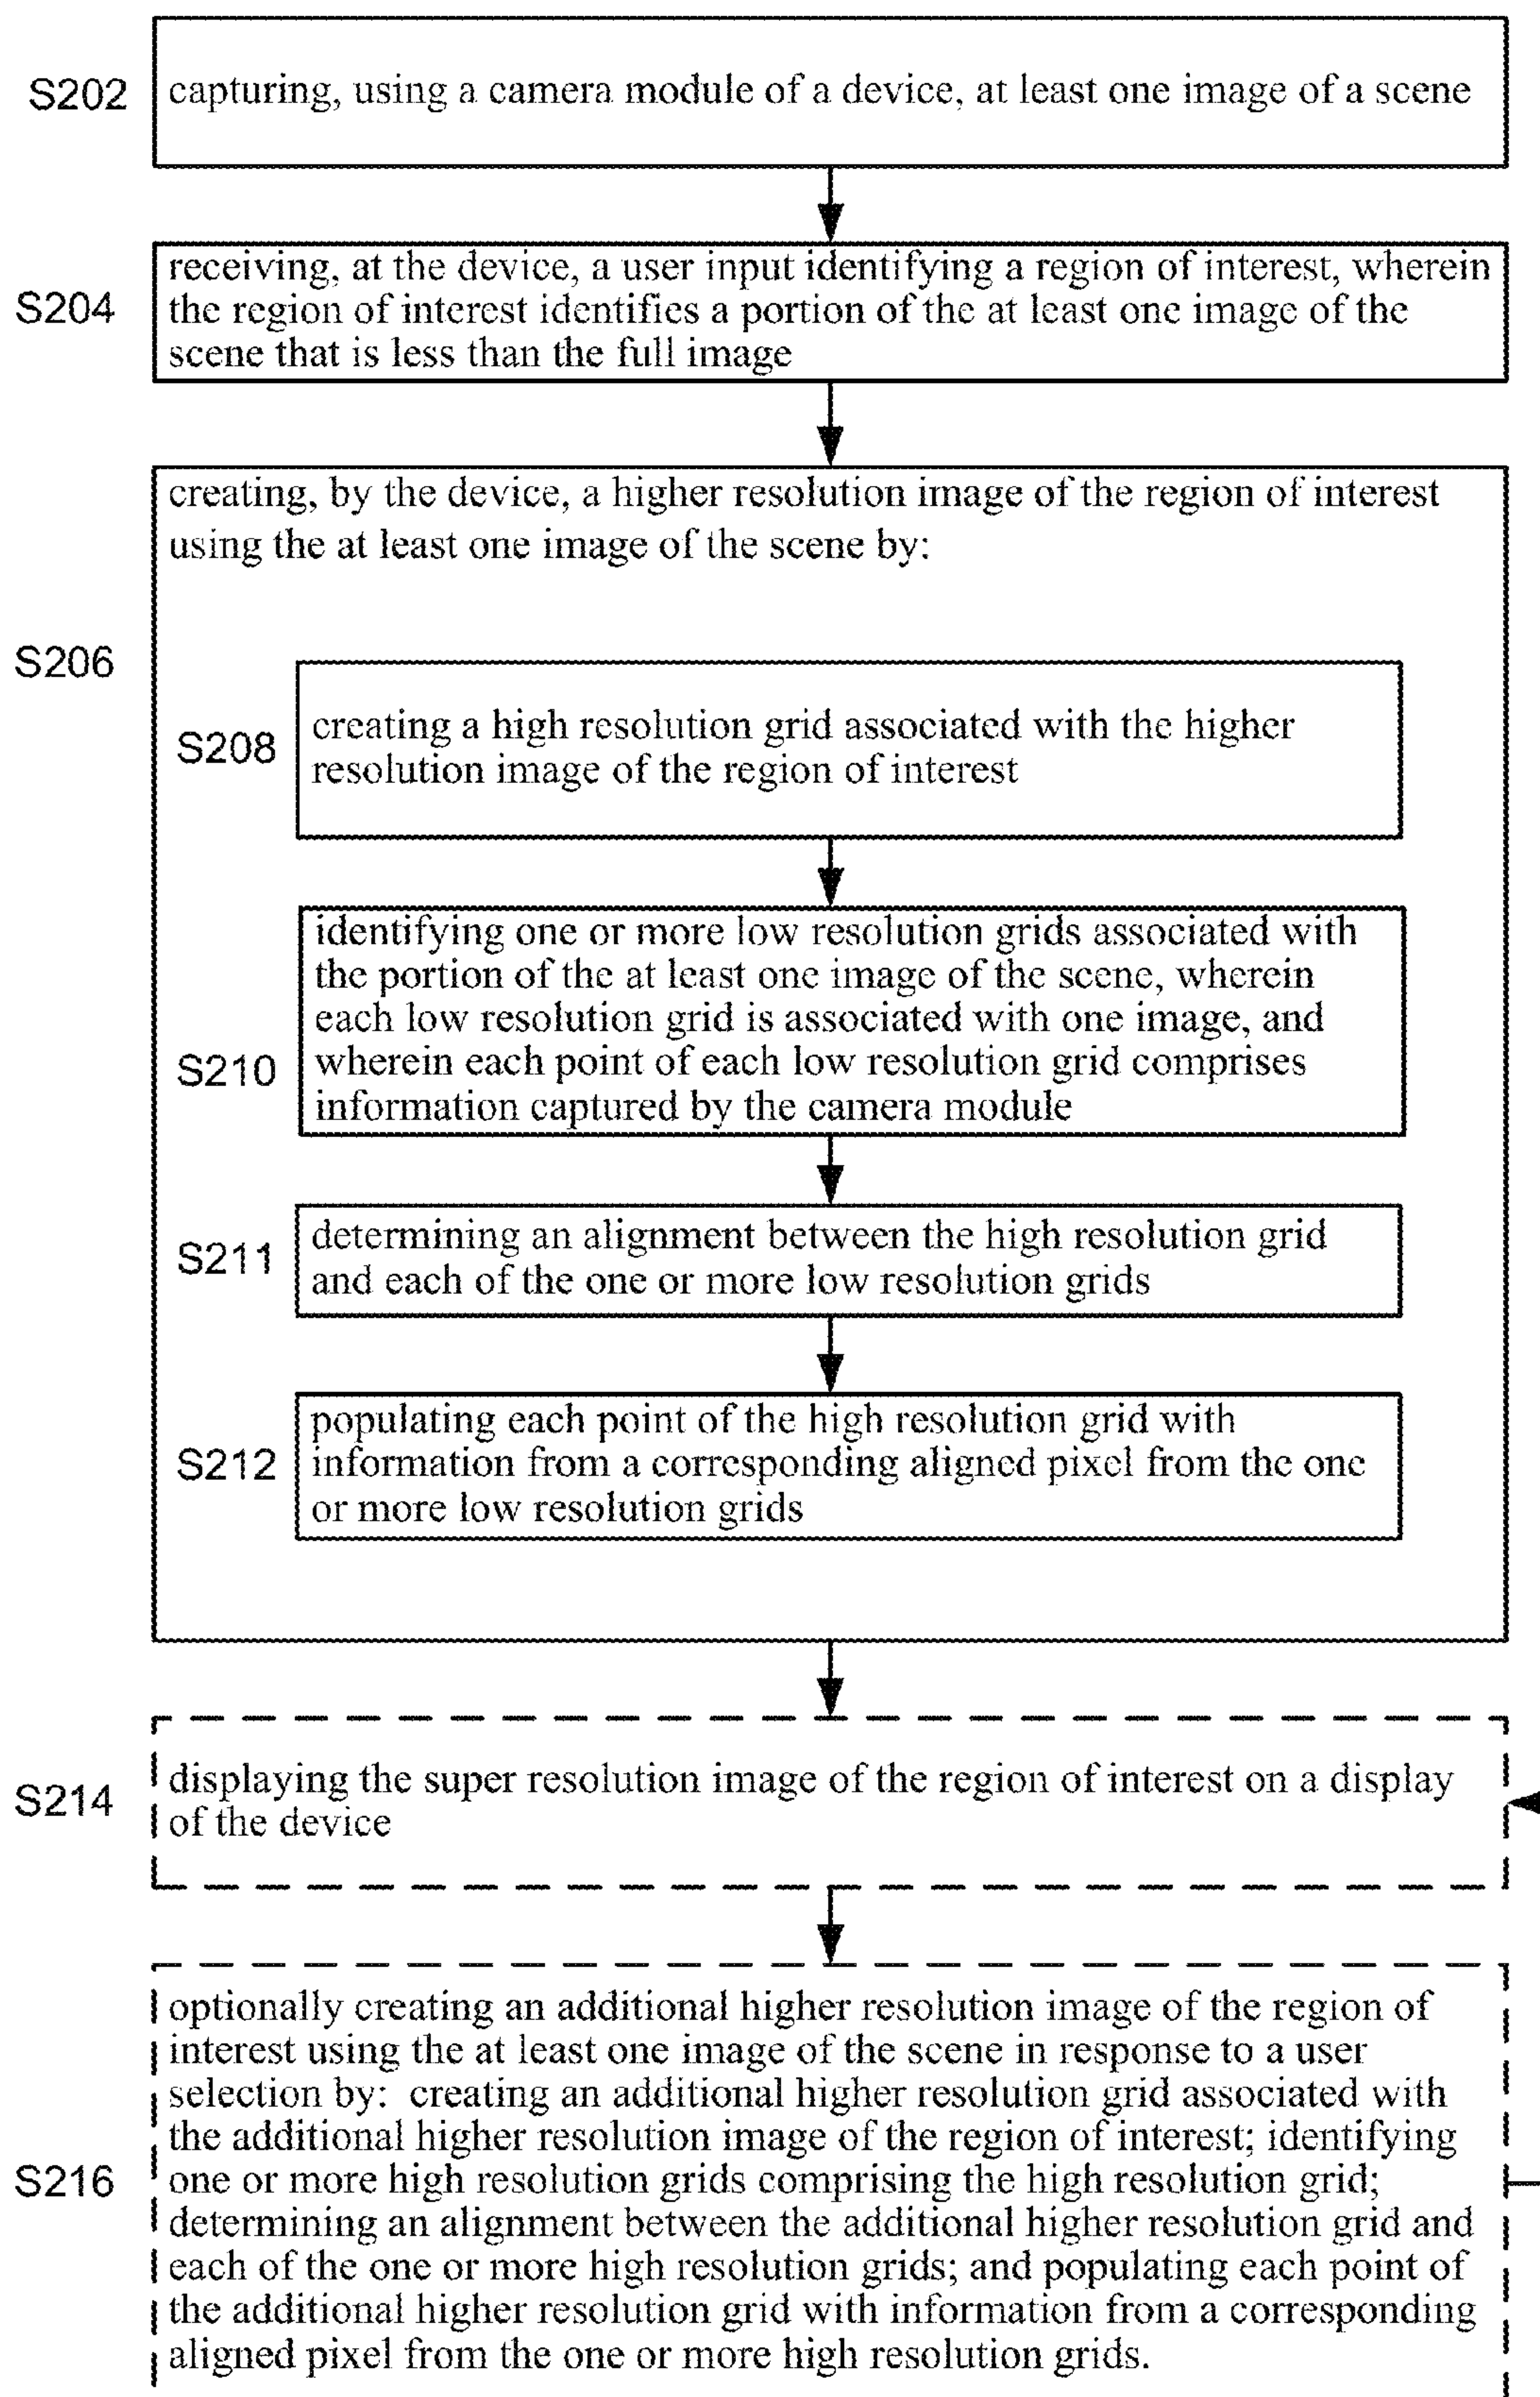 S202
capturing, using a camera module of a device, at least one image of a scene
S204
receiving, at the device, a user input identifying a region of interest, wherein
the region of interest identifies a portion of the at least one image of the
scene that is less than the full image
S206
creating, by the device, a higher resolution image of the region of interest
using the at least one image of the scene by:
S208
creating a high resolution grid associated with the higher
resolution image of the region of interest
S210
identifying one or more low resolution grids associated with
the portion of the at least one image of the scene, wherein
each low resolution grid is associated with one image, and
wherein each point of each low resolution grid comprises
information captured by the camera module
S211
determining an alignment between the high resolution grid
and each of the one or more low resolution grids
S212
populating each point of the high resolution grid with
information from a corresponding aligned pixel from the one
or more low resolution grids
S214
displaying the super resolution image of the region of interest on a display
of the device
S216
optionally creating an additional higher resolution image of the region of
interest using the at least one image of the scene in response to a user
selection by: creating an additional higher resolution grid associated with
the additional higher resolution image of the region of interest; identifying
one or more high resolution grids comprising the high resolution grid;
determining an alignment between the additional higher resolution grid and
each of the one or more high resolution grids; and populating each point of
the additional higher resolution grid with information from a corresponding
aligned pixel from the one or more high resolution grids.